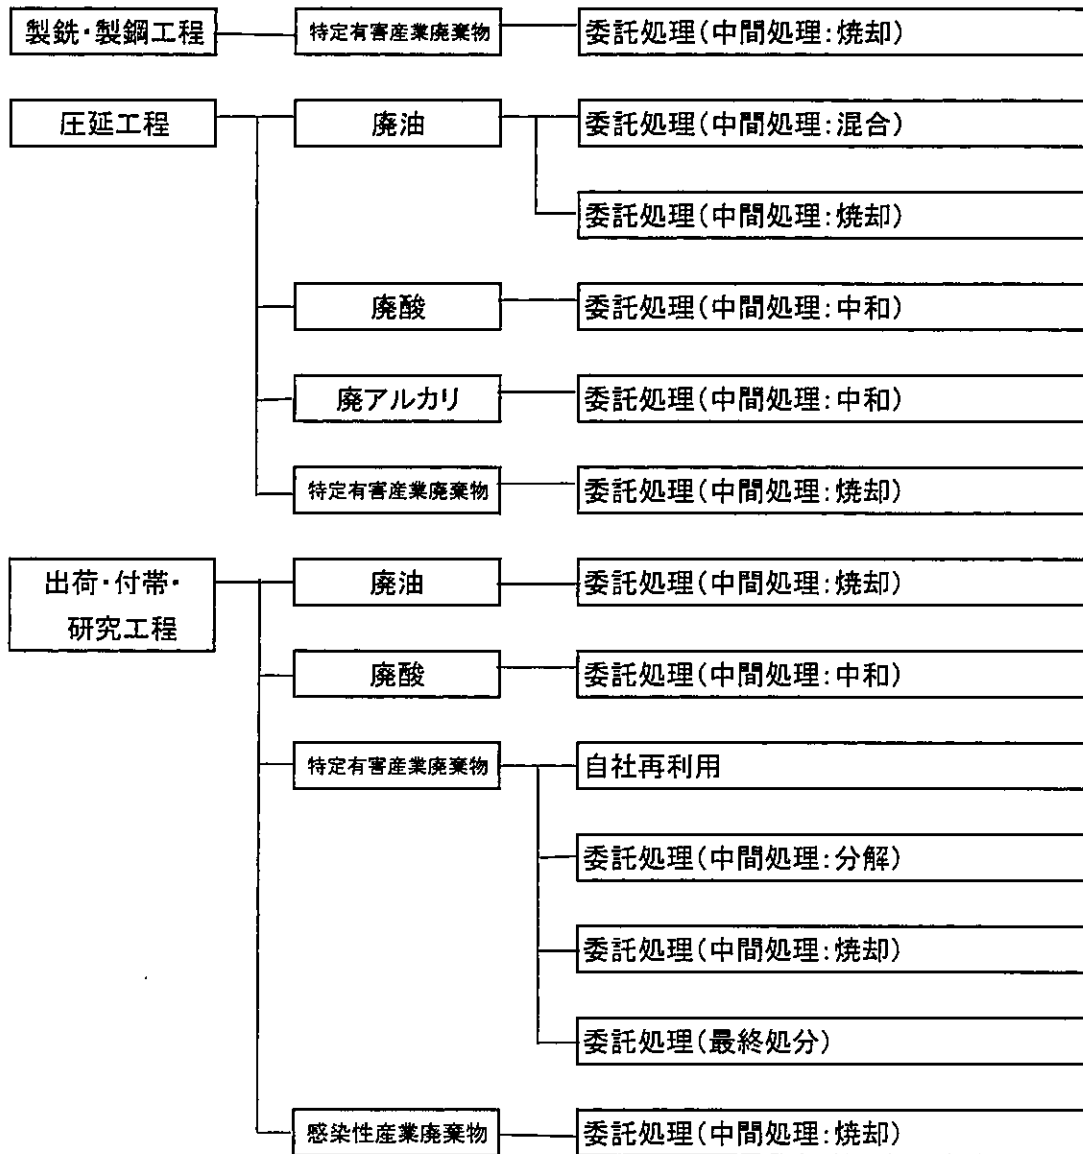 製銑・製鋼工程
特定有害産業廃棄物
委託処理(中間処理:焼却)
圧延工程
廃油
委託処理(中間処理:混合)
委託処理(中間処理:焼却)
廃酸
委託処理(中間処理:中和)
廃アルカリ
委託処理(中間処理:中和)
特定有害産業廃棄物
委託処理(中間処理:焼却)
出荷・付帯・
研究工程
廃油
委託処理(中間処理:焼却)
廃酸
委託処理(中間処理:中和)
特定有害産業廃棄物
自社再利用
委託処理(中間処理:分解)
委託処理(中間処理:焼却)
委託処理(最終処分)
感染性産業廃棄物
委託処理(中間処理:焼却)